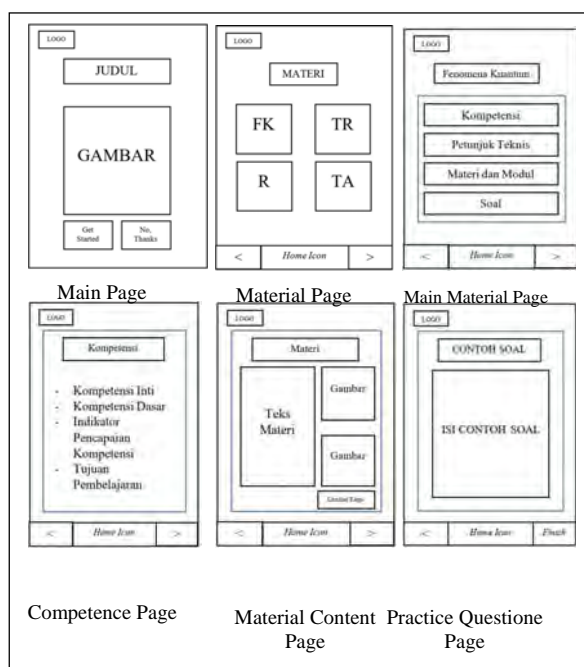 LOGO
JUDUL
GAMBAR
Get
Started
No,
Thanks
Main Page
LOGO
MATERI
FK
TR
R
TA
<
Home Icon
>
Material Page
LOGO
Fenomena Kuantum
Kompetensi
Petunjuk Teknis
Materi dan Modul
Soal
<
Home Icon
>
Main Material Page
LOGO
Kompetensi
- Kompetensi Inti
- Kompetensi Dasar
- Indikator
Pencapaian
Kompetensi
- Tujuan
Pembelajaran
<
Home Icon
>
Competence Page
LOGO
Materi
Teks
Materi
Gambar
Gambar
<
Home Icon
>
Material Content
Page
LOGO
CONTOH SOAL
ISI CONTOH SOAL
<
Home Icon
Finish
Practice Questione
Page